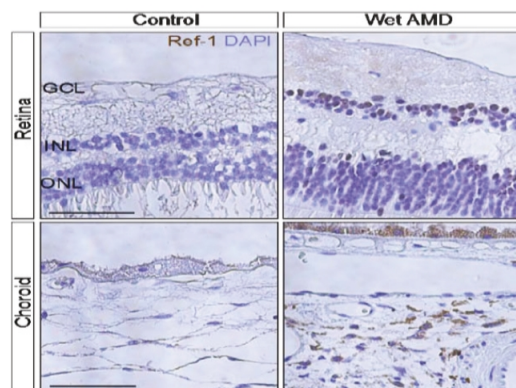 Control
Wet AMD
Ref-1 DAPI
Retina
GCL
INL
ONL
Choroid